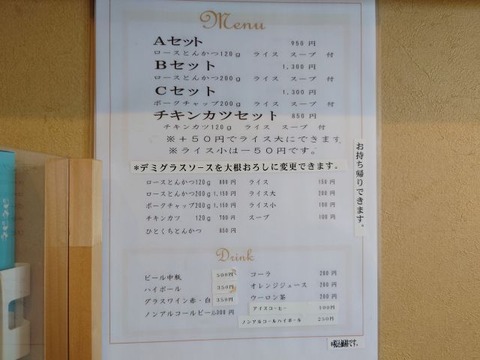 Menu
Aセット 950円
ロースとんかつ120g ライス スープ 付
Bセット 1,300円
ロースとんかつ200g ライス スープ 付
Cセット 1,300円
ポークチャップ200g ライス スープ 付
チキンカツセット 850円
チキンカツ120g ライス スープ 付
※+50円でライス大にできます
※ライス小は－50円です。
*デミグラスソースを大根おろしに変更できます。
お持ち帰りできます。
ロースとんかつ120g 800円 ライス
ロースとんかつ200g 1,150円 ライス大 200円
ポークチャップ200g 1,150円 ライス小
チキンカツ 120g 700円 スープ
ひとくちとんかつ 650円
Drink
ビール中瓶 500円 コーラ 200円
ハイボール 350円 オレンジジュース 200円
グラスワイン赤・白 350円 ウーロン茶 200円
アイスコーヒー
ノンアルコールビール 300円 ノンアルコールハイボール 250円